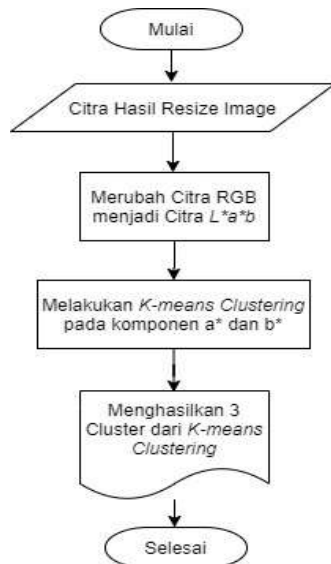 Mulai
Citra Hasil Resize Image
Merubah Citra RGB
menjadi Citra L*a*b
Melakukan K-means Clustering
pada komponen a* dan b*
Menghasilkan 3
Cluster dari K-means
Clustering
Selesai